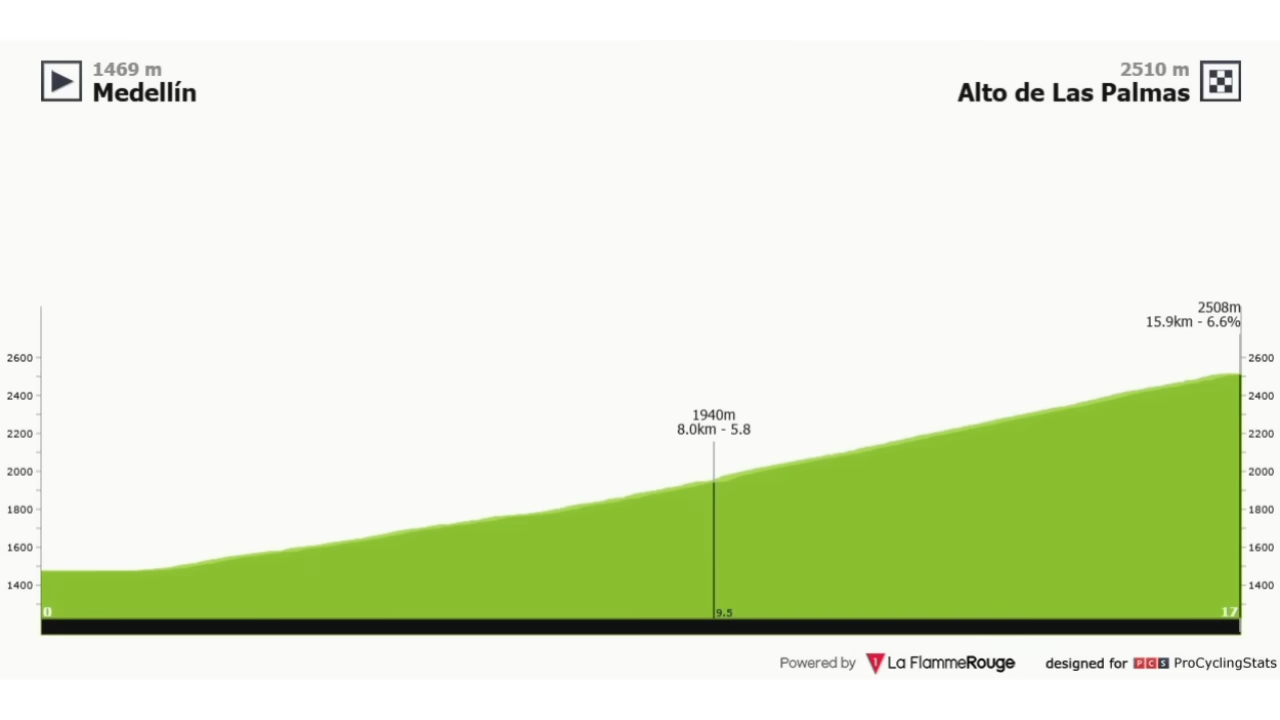 1469 m
Medellín
2510 m
Alto de Las Palmas
2508m
15.9km - 6.6%
1940m
8.0km - 5.8
2600
2400
2200
2000
1800
1600
1400
2600
2400
2200
2000
1800
1600
1400
0
9.5
17
Powered by La FlammeRouge designed for PCS ProCyclingStats